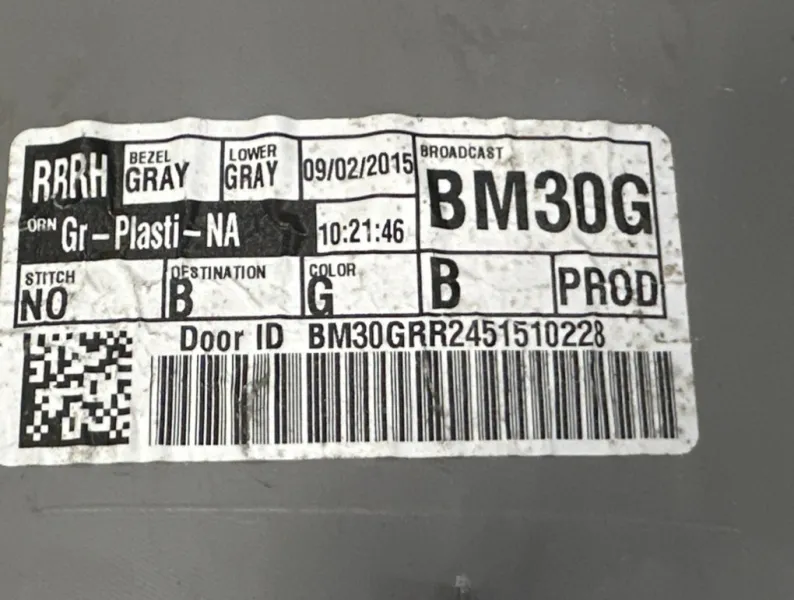 RRRH BEZEL GRAY LOWER GRAY 09/02/2015 BROADCAST BM30G
ORN Gr-Plasti-NA 10:21:46
STITCH NO DESTINATION B COLOR G B PROD
Door ID BM30GRR2451510228